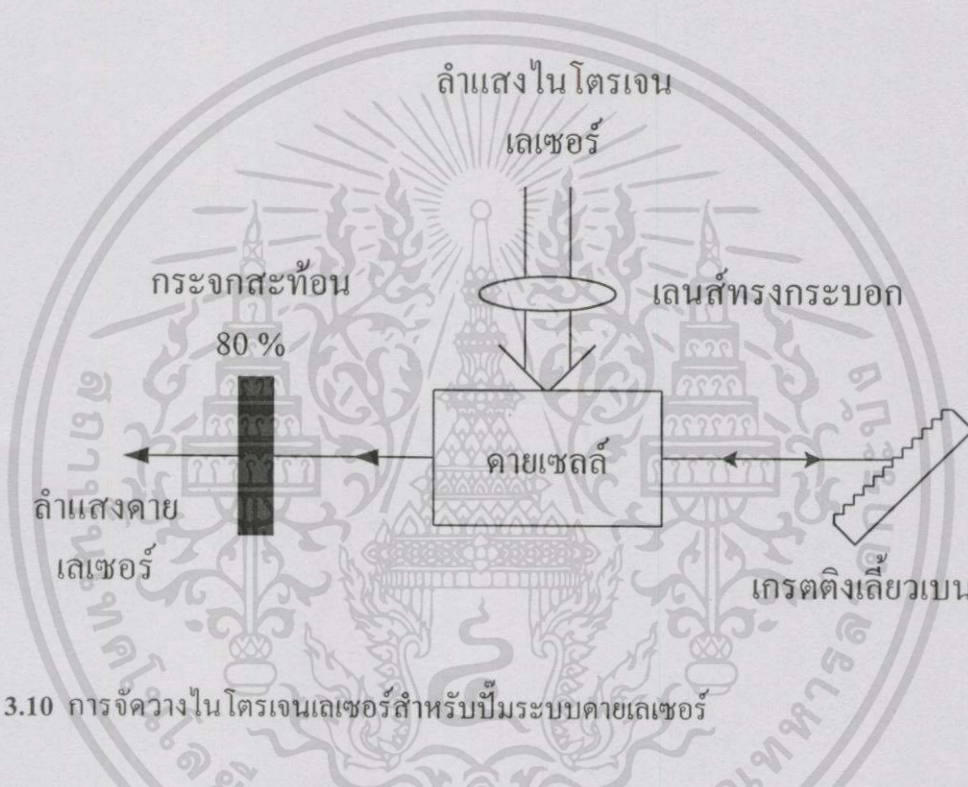 ลำแสงไนโตรเจน
เลเซอร์
กระจกสะท้อน
80 %
เลนส์ทรงกระบอก
ดายเซลล์
ลำแสงดาย
เลเซอร์
เกรตติงเลี้ยวเบน
3.10 การจัดวางไนโตรเจนเลเซอร์สำหรับปั๊มระบบดายเลเซอร์